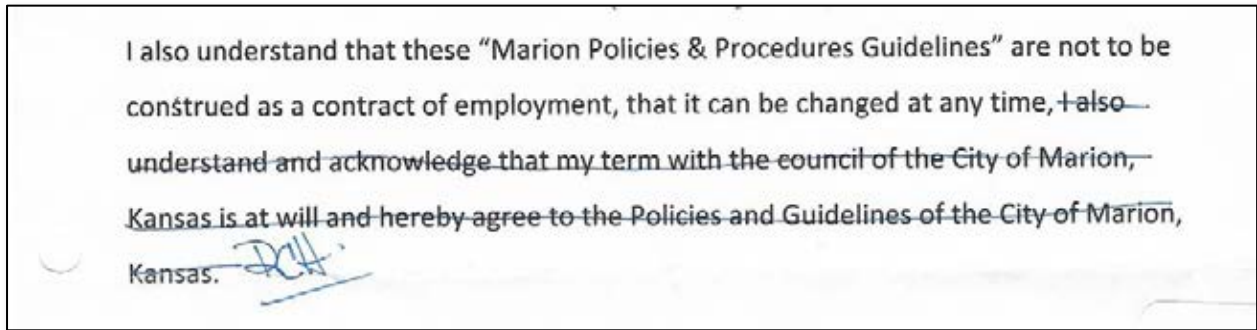 I also understand that these “Marion Policies & Procedures Guidelines” are not to be
construed as a contract of employment, that it can be changed at any time, I also
understand and acknowledge that my term with the council of the City of Marion,
Kansas is at will and hereby agree to the Policies and Guidelines of the City of Marion,
Kansas. DCH.